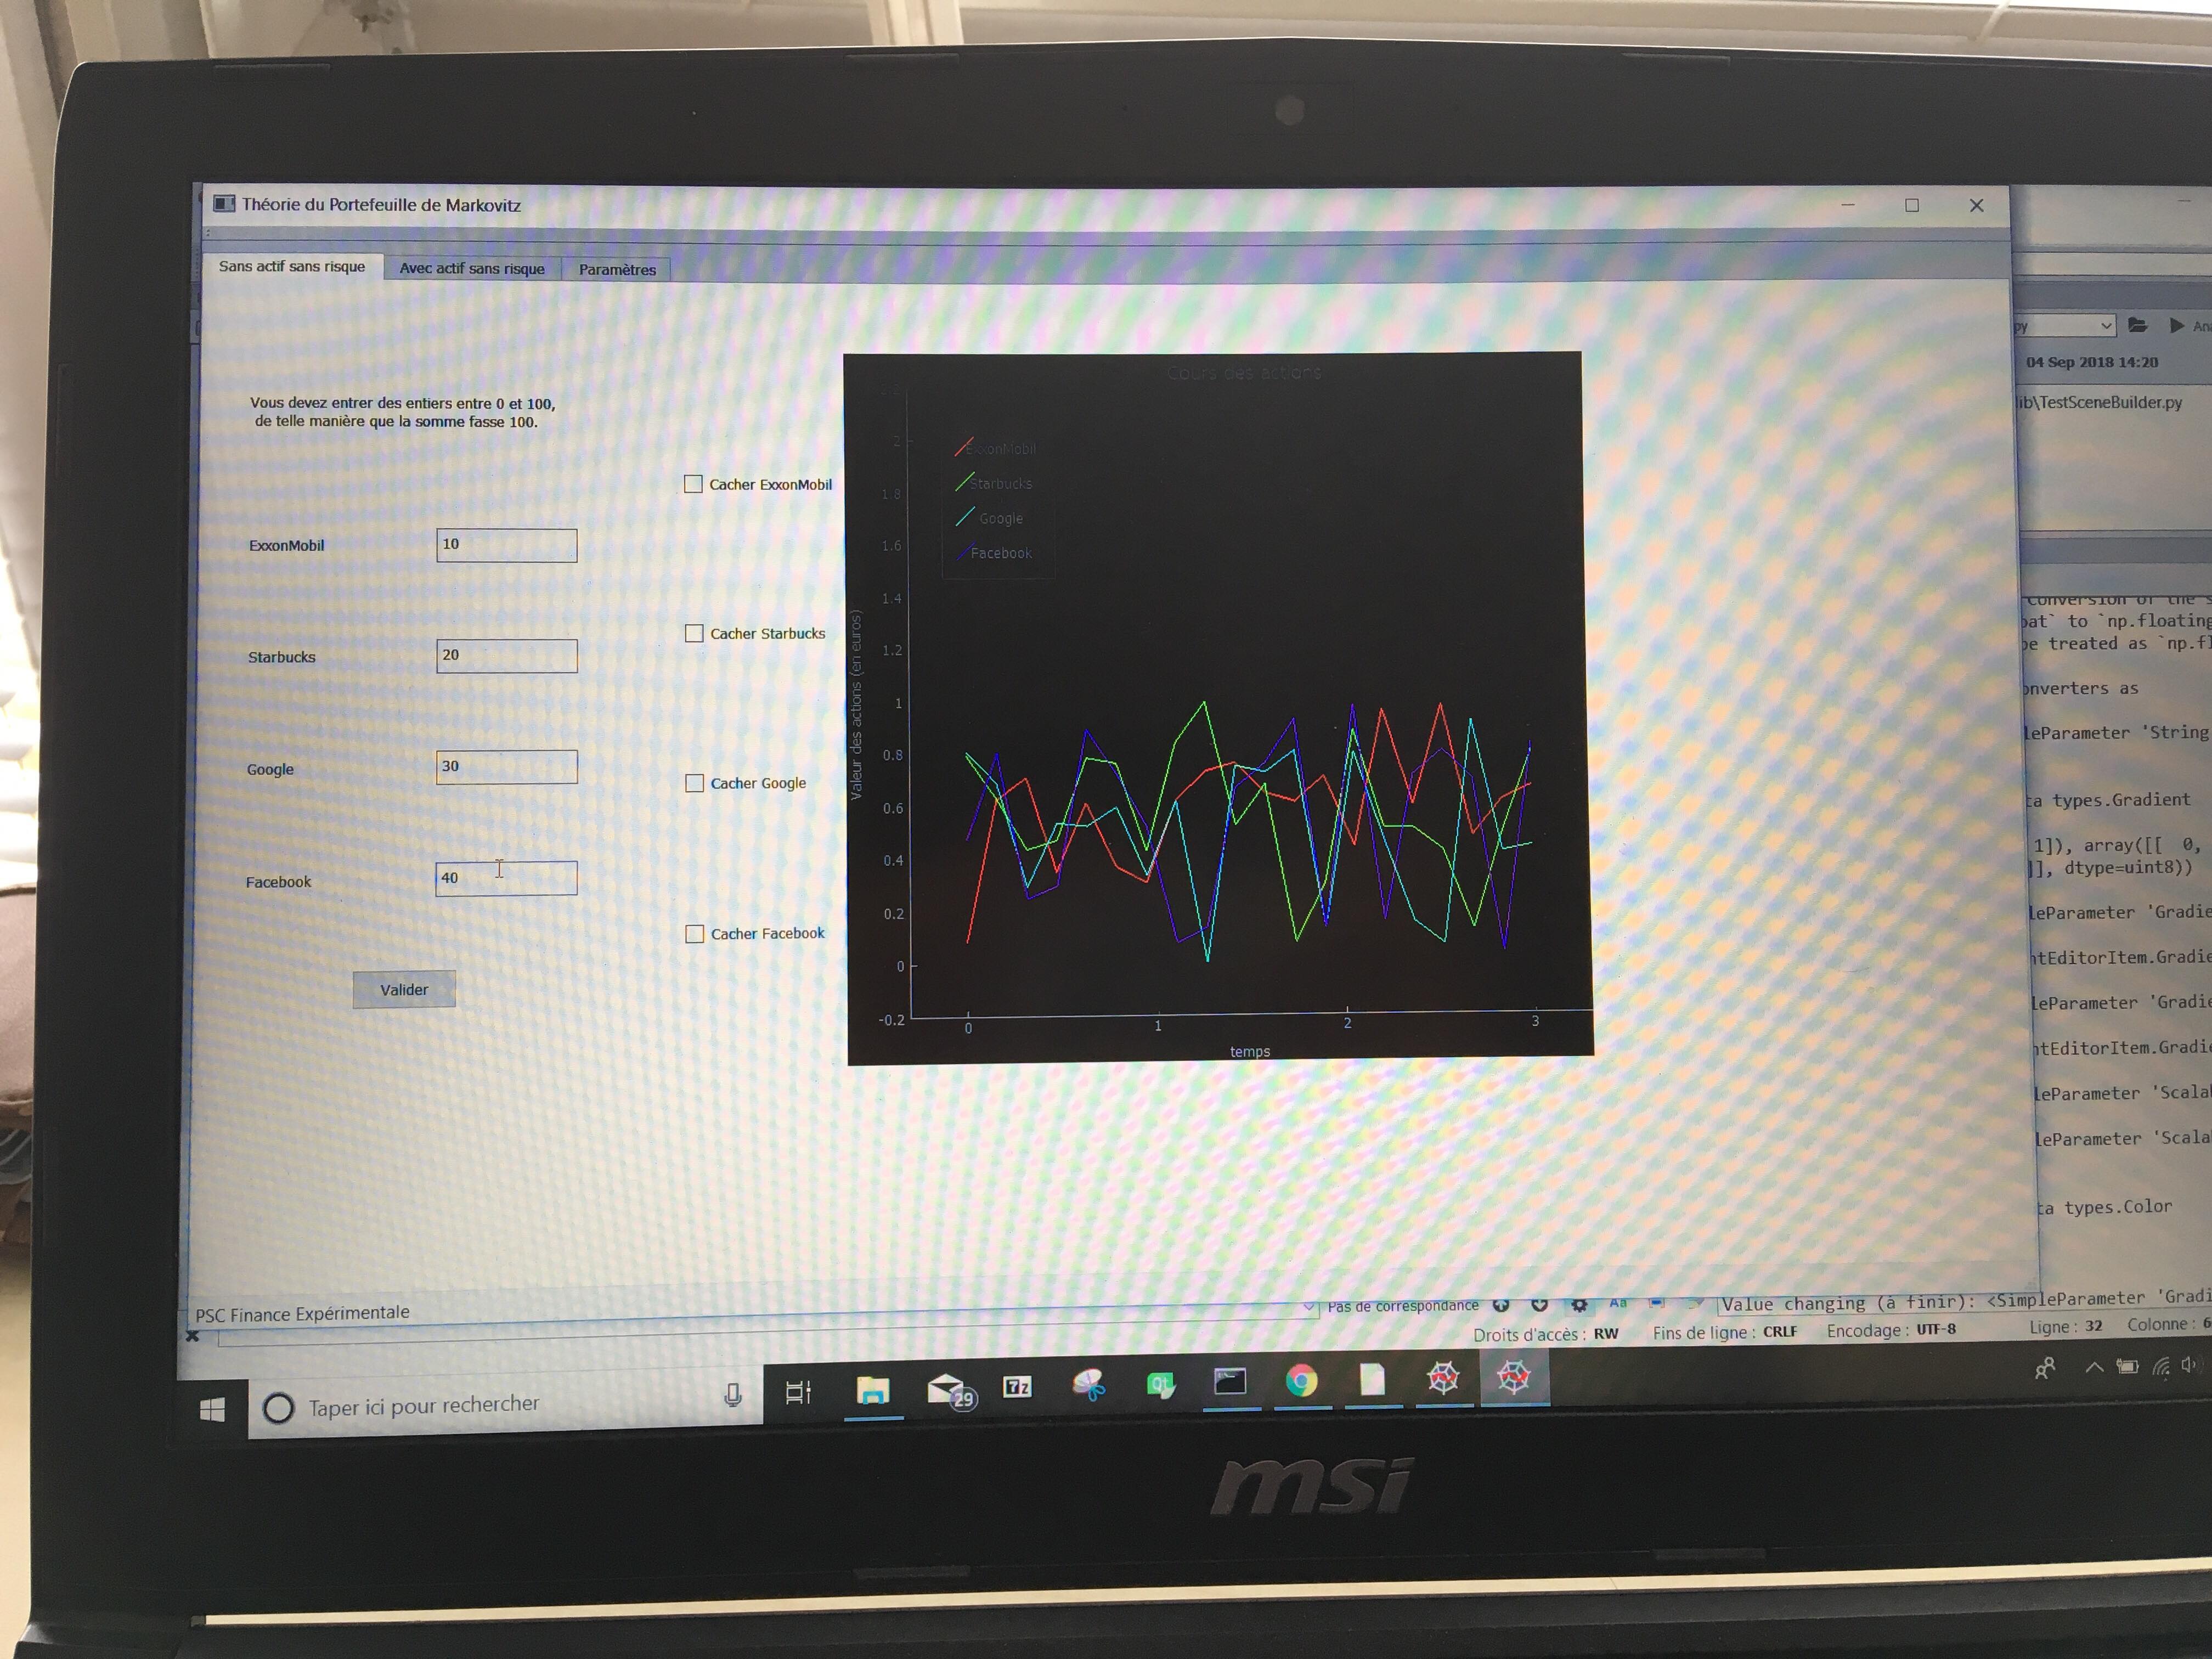 Théorie du Portefeuille de Markovitz
Sans actif sans risque
Avec actif sans risque
Paramètres
Vous devez entrer des entiers entre 0 et 100,
de telle manière que la somme fasse 100.
ExxonMobil
10
Starbucks
20
Google
30
Facebook
40
Valider
Cacher ExxonMobil
Cacher Starbucks
Cacher Google
Cacher Facebook
Cours des actions
ExxonMobil
Starbucks
Google
Facebook
Valeur des actions (en euros)
2
1.8
1.6
1.4
1.2
1
0.8
0.6
0.4
0.2
0
-0.2
0
1
2
3
temps
py
An
04 Sep 2018 14:20
lib\TestSceneBuilder.py
conversion of the s
oat` to `np.floating
be treated as `np.fl
onverters as
leParameter 'String
ta types.Gradient
1]), array([[ 0,
]], dtype=uint8))
leParameter 'Gradie
ntEditorItem.Gradie
leParameter 'Gradie
ntEditorItem.Gradie
leParameter 'Scala
leParameter 'Scala
ta types.Color
PSC Finance Expérimentale
Pas de correspondance
Aa
Value changing (à finir): <SimpleParameter 'Gradi
Droits d'accès : RW
Fins de ligne : CRLF
Encodage : UTF-8
Ligne : 32
Colonne : 6
Taper ici pour rechercher
29
7z
Qt
msi